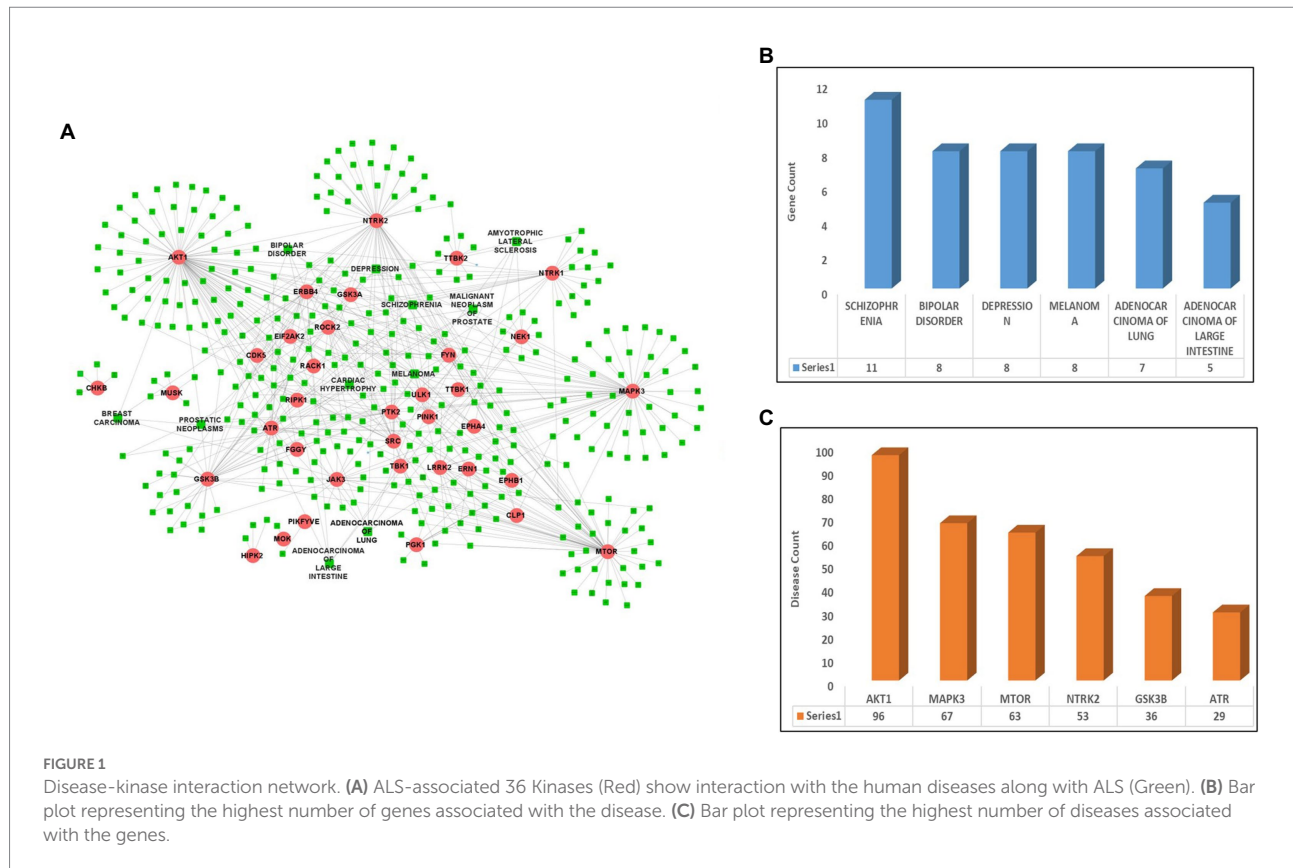 A
NTRK2
AKT1
BIPOLAR
DISORDER
AMYOTROPHIC
LATERAL
SCLEROSIS
TTBK2
DEPRESSION
NTRK1
ERBB4
GSK3A
SCHIZOPHRENIA
MALIGNANT
NEOPLASM OF
PROSTATE
ROCK2
EIF2AK2
NEK1
CDK5
FYN
RACK1
CARDIAC
HYPERTROPHY
MELANOMA
CHKB
MUSK
RIPK1
ULK1
TTBK1
MAPK3
BREAST
CARCINOMA
PROSTATIC
NEOPLASMS
PTK2
PINK1
ATR
EPHA4
SRC
FGGY
GSK3B
JAK3
TBK1
LRRK2
ERN1
EPHB1
CLP1
PIKFYVE
ADENOCARCINOMA
OF
LUNG
MOK
HIPK2
ADENOCARCINOMA
OF
LARGE
INTESTINE
PGK1
MTOR
B
12
10
8
6
4
2
0
Gene Count
SCHIZOPHR
ENIA
BIPOLAR
DISORDER
DEPRESSIO
N
MELANOM
A
ADENOCAR
CINOMA OF
LUNG
ADENOCAR
CINOMA OF
LARGE
INTESTINE
Series1 11 8 8 8 7 5
C
100
90
80
70
60
50
40
30
20
10
0
Disease Count
AKT1 MAPK3 MTOR NTRK2 GSK3B ATR
Series1 96 67 63 53 36 29
FIGURE 1
Disease-kinase interaction network. (A) ALS-associated 36 Kinases (Red) show interaction with the human diseases along with ALS (Green). (B) Bar
plot representing the highest number of genes associated with the disease. (C) Bar plot representing the highest number of diseases associated
with the genes.